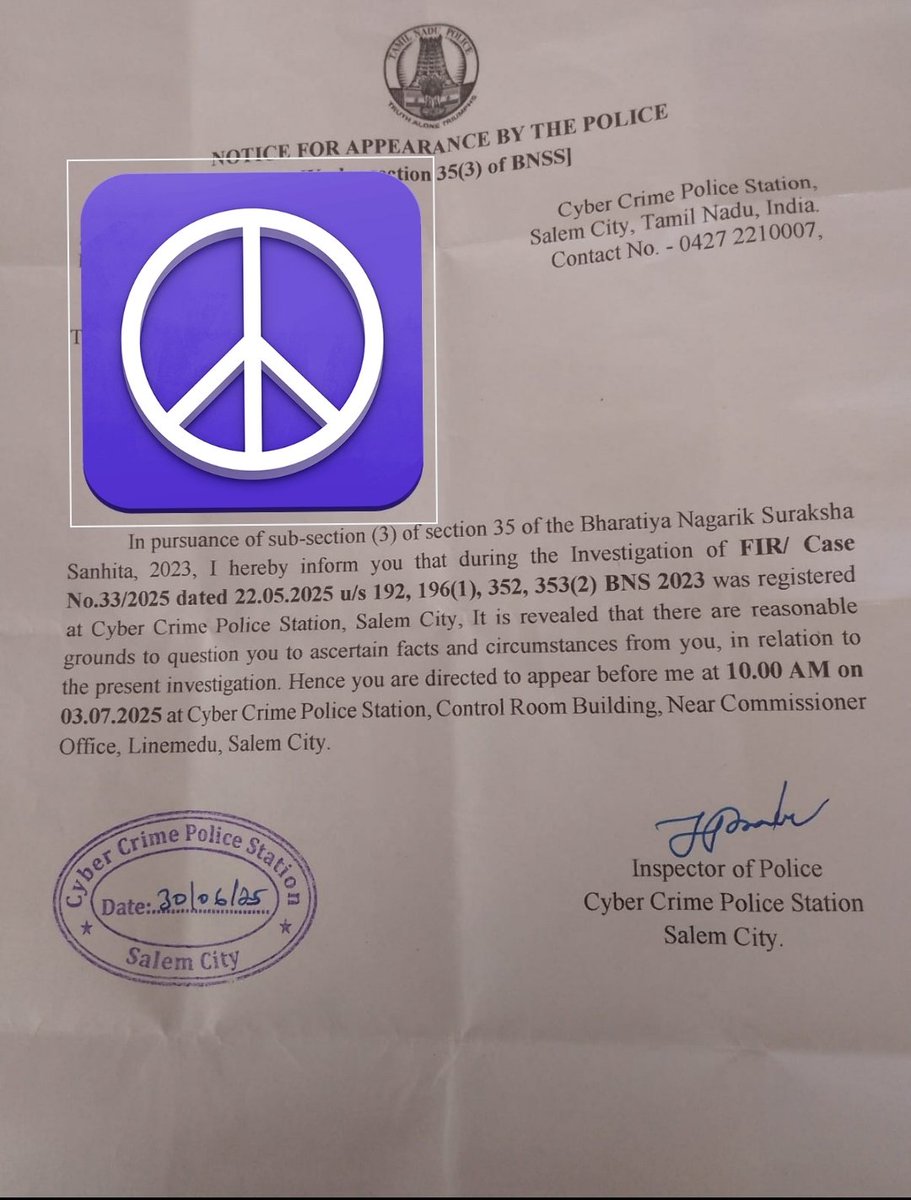 TAMIL NADU POLICE
TRUTH ALONE TRIUMPHS
NOTICE FOR APPEARANCE BY THE POLICE
section 35(3) of BNSS]
Cyber Crime Police Station,
Salem City, Tamil Nadu, India.
Contact No. - 0427 2210007,
T
In pursuance of sub-section (3) of section 35 of the Bharatiya Nagarik Suraksha
Sanhita, 2023, I hereby inform you that during the Investigation of FIR/ Case
No.33/2025 dated 22.05.2025 u/s 192, 196(1), 352, 353(2) BNS 2023 was registered
at Cyber Crime Police Station, Salem City, It is revealed that there are reasonable
grounds to question you to ascertain facts and circumstances from you, in relation to
the present investigation. Hence you are directed to appear before me at 10.00 AM on
03.07.2025 at Cyber Crime Police Station, Control Room Building, Near Commissioner
Office, Linemedu, Salem City.
Cyber Crime Police Station
Date:30/06/25
Salem City
Inspector of Police
Cyber Crime Police Station
Salem City.